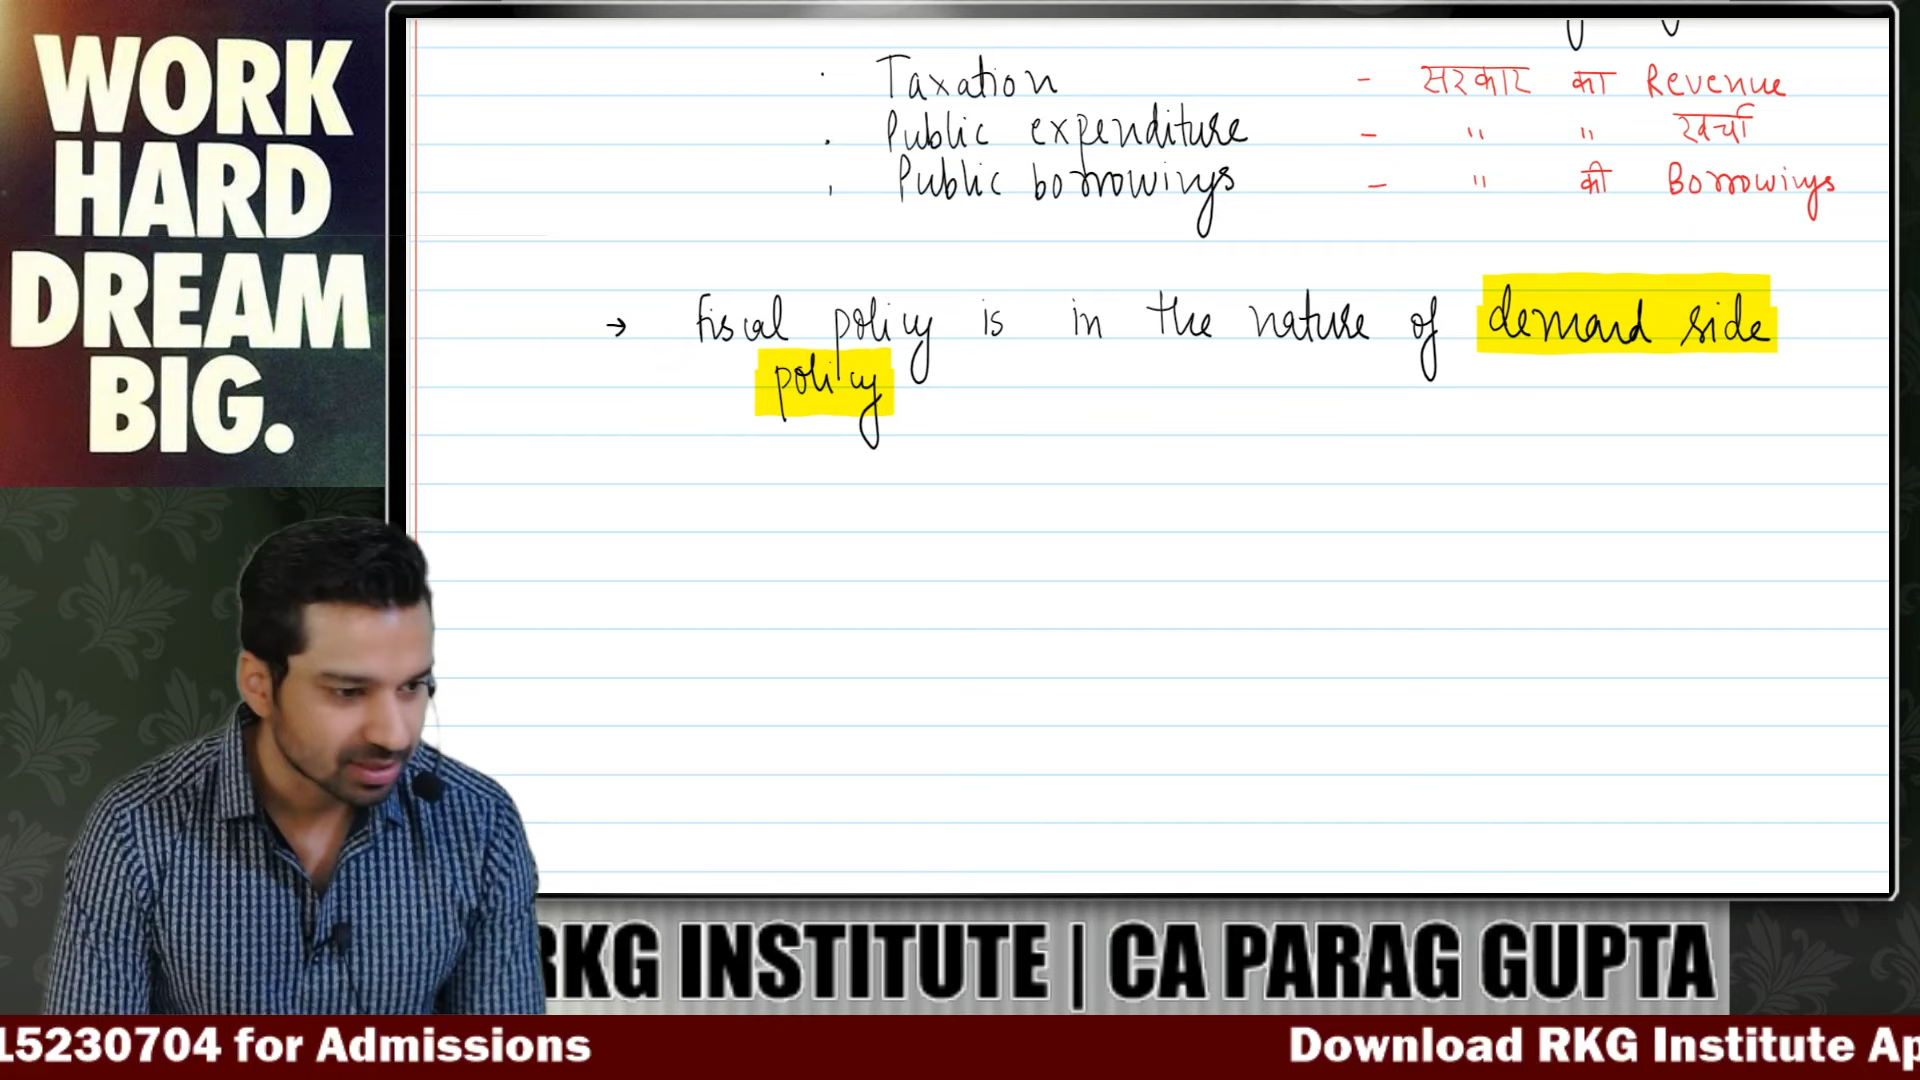 WORK
HARD
DREAM
BIG.
. Taxation - सरकार का Revenue
. Public expenditure - " " खर्चा
. Public borrowings - " की Borrowings
→ fiscal policy is in the nature of demand side
policy
RKG INSTITUTE | CA PARAG GUPTA
15230704 for Admissions
Download RKG Institute Ap